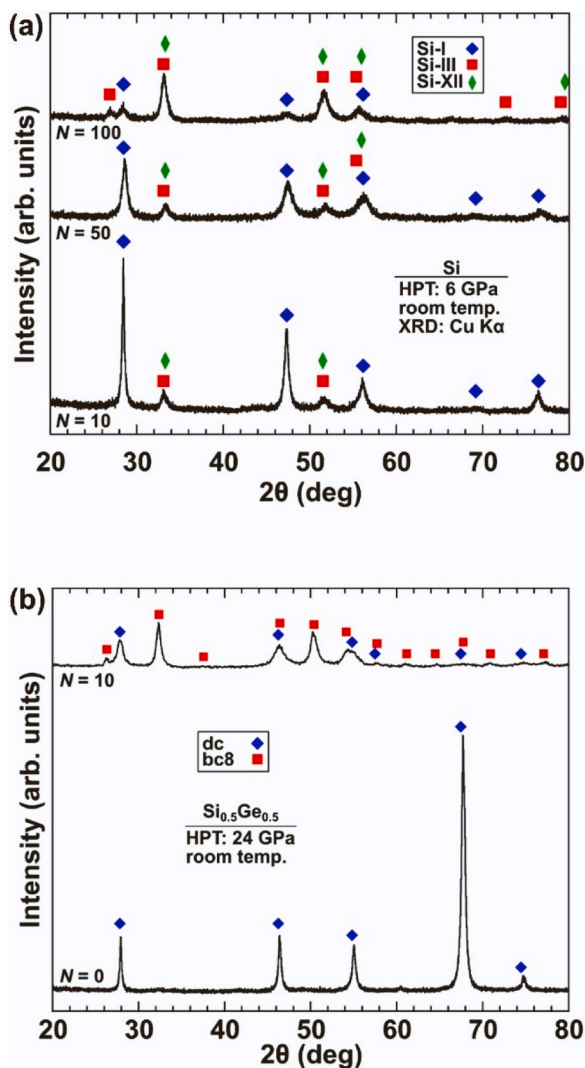 (a)
Si-I
Si-III
Si-XII
N = 100
N = 50
N = 10
Si
HPT: 6 GPa
room temp.
XRD: Cu Kα
Intensity (arb. units)
20 30 40 50 60 70 80
2θ (deg)
(b)
N = 10
dc
bc8
Si0.5Ge0.5
HPT: 24 GPa
room temp.
N = 0
Intensity (arb. units)
20 30 40 50 60 70 80
2θ (deg)